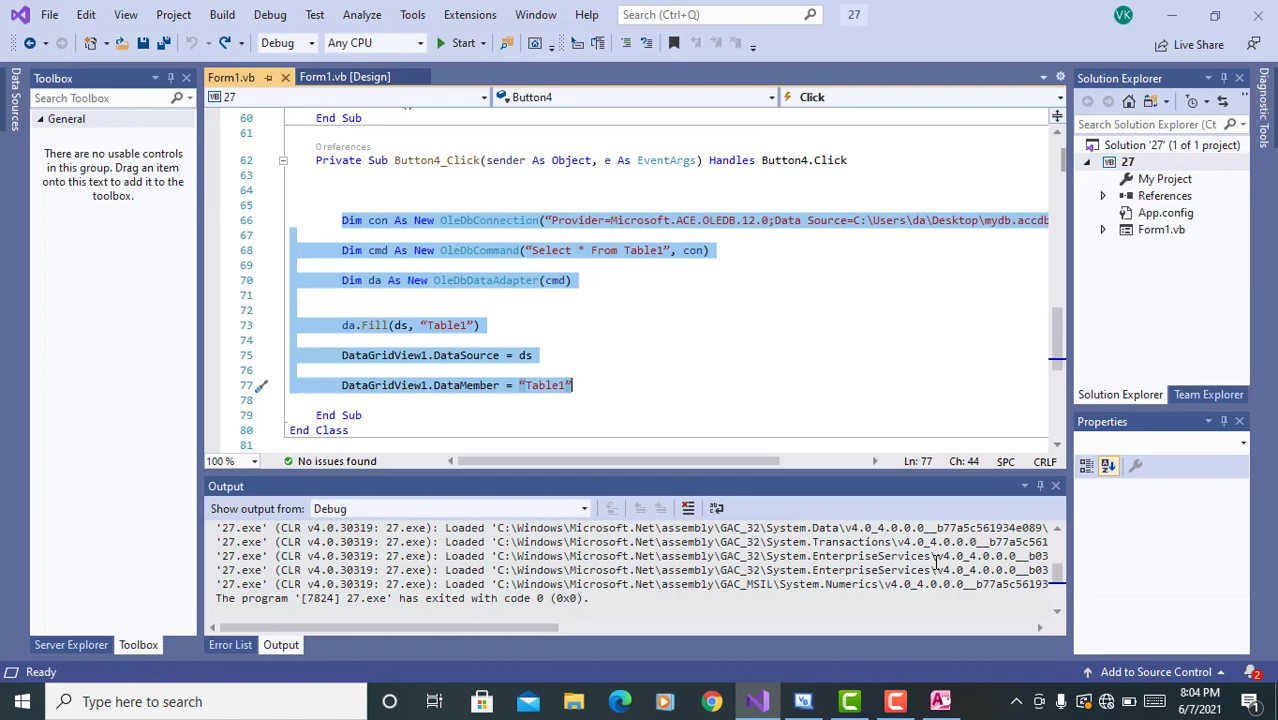 File Edit View Project Build Debug Test Analyze Tools Extensions Window Help Search (Ctrl+Q) 27 VK
Debug Any CPU Start Live Share
Data Sources
Toolbox
Search Toolbox
General
There are no usable controls
in this group. Drag an item
onto this text to add it to the
toolbox.
Form1.vb Form1.vb [Design]
27 Button4 Click
60 End Sub
61
0 references
62 Private Sub Button4_Click(sender As Object, e As EventArgs) Handles Button4.Click
63
64
65
66 Dim con As New OleDbConnection(“Provider=Microsoft.ACE.OLEDB.12.0;Data Source=C:\Users\da\Desktop\mydb.accdb
67
68 Dim cmd As New OleDbCommand(“Select * From Table1”, con)
69
70 Dim da As New OleDbDataAdapter(cmd)
71
72
73 da.Fill(ds, “Table1”)
74
75 DataGridView1.DataSource = ds
76
77 DataGridView1.DataMember = “Table1”
78
79 End Sub
80 End Class
81
100 % No issues found Ln: 77 Ch: 44 SPC CRLF
Output
Show output from: Debug
'27.exe' (CLR v4.0.30319: 27.exe): Loaded 'C:\Windows\Microsoft.Net\assembly\GAC_32\System.Data\v4.0_4.0.0.0__b77a5c561934e089\
'27.exe' (CLR v4.0.30319: 27.exe): Loaded 'C:\Windows\Microsoft.Net\assembly\GAC_32\System.Transactions\v4.0_4.0.0.0__b77a5c561
'27.exe' (CLR v4.0.30319: 27.exe): Loaded 'C:\Windows\Microsoft.Net\assembly\GAC_32\System.EnterpriseServices\v4.0_4.0.0.0__b03
'27.exe' (CLR v4.0.30319: 27.exe): Loaded 'C:\Windows\Microsoft.Net\assembly\GAC_32\System.EnterpriseServices\v4.0_4.0.0.0__b03
'27.exe' (CLR v4.0.30319: 27.exe): Loaded 'C:\Windows\Microsoft.Net\assembly\GAC_MSIL\System.Numerics\v4.0_4.0.0.0__b77a5c56193
The program '[7824] 27.exe' has exited with code 0 (0x0).
Server Explorer Toolbox
Error List Output
Solution Explorer
Search Solution Explorer (Ct
Solution '27' (1 of 1 project)
27
My Project
References
App.config
Form1.vb
Solution Explorer Team Explorer
Properties
Diagnostic Tools
Ready Add to Source Control 2
Type here to search
8:04 PM
6/7/2021
1